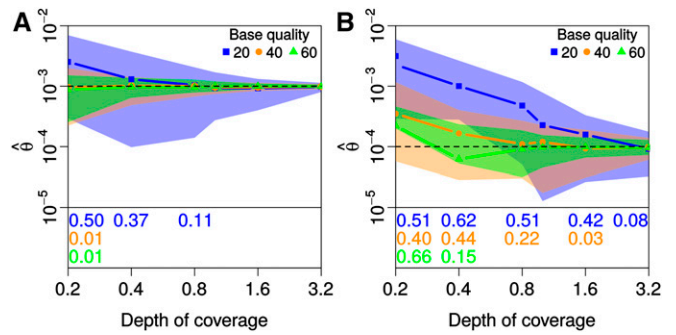 A
Base quality
20 40 60
10⁻²
10⁻³
10⁻⁴
10⁻⁵
θ̂
0.50 0.37 0.11
0.01
0.01
0.2 0.4 0.8 1.6 3.2
Depth of coverage
B
Base quality
20 40 60
10⁻²
10⁻³
10⁻⁴
10⁻⁵
θ̂
0.51 0.62 0.51 0.42 0.08
0.40 0.44 0.22 0.03
0.66 0.15
0.2 0.4 0.8 1.6 3.2
Depth of coverage